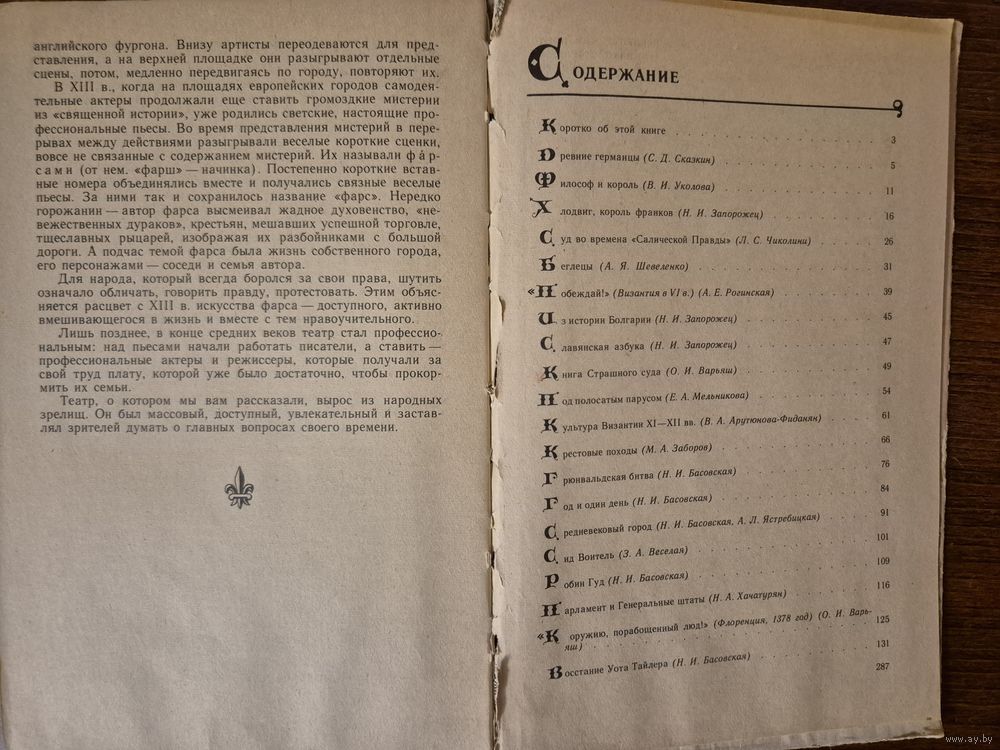 английского фургона. Внизу артисты переодеваются для пред-
ставления, а на верхней площадке они разыгрывают отдельные
сцены, потом, медленно передвигаясь по городу, повторяют их.
В XIII в., когда на площадях европейских городов самодея-
тельные актеры продолжали еще ставить громоздкие мистерии
из «священной истории», уже родились светские, настоящие про-
фессиональные пьесы. Во время представления мистерий в пере-
рывах между действиями разыгрывали веселые короткие сценки,
вовсе не связанные с содержанием мистерий. Их называли фа́р-
сами (от нем. «фарш» — начинка). Постепенно короткие встав-
ные номера объединялись вместе и получались связные веселые
пьесы. За ними так и сохранилось название «фарс». Нередко
горожанин — автор фарса высмеивал жадное духовенство, «не-
вежественных дураков», крестьян, мешавших успешной торговле,
тщеславных рыцарей, изображая их разбойниками с большой
дороги. А подчас темой фарса была жизнь собственного города,
его персонажами — соседи и семья автора.
Для народа, который всегда боролся за свои права, шутить
означало обличать, говорить правду, протестовать. Этим объяс-
няется расцвет с XIII в. искусства фарса — доступного, активно
вмешивающегося в жизнь и вместе с тем нравоучительного.
Лишь позднее, в конце средних веков театр стал профессио-
нальным: над пьесами начали работать писатели, а ставить —
профессиональные актеры и режиссеры, которые получали за
свой труд плату, которой уже было достаточно, чтобы прокор-
мить их семьи.
Театр, о котором мы вам рассказали, вырос из народных
зрелищ. Он был массовый, доступный, увлекательный и застав-
лял зрителей думать о главных вопросах своего времени.
Содержание
Коротко об этой книге . . . 3
Древние германцы (С. Д. Сказкин) . . . 5
Философ и король (В. И. Уколова) . . . 11
Хлодвиг, король франков (Н. И. Запорожец) . . . 16
Суд во времена «Салической Правды» (Л. С. Чиколини) . . . 26
Беглецы (А. Я. Шевеленко) . . . 31
«Побеждай!» (Византия в VI в.) (А. Е. Рогинская) . . . 39
Из истории Болгарии (Н. И. Запорожец) . . . 45
Славянская азбука (Н. И. Запорожец) . . . 47
Книга Страшного суда (О. И. Варьяш) . . . 49
Под полосатым парусом (Е. А. Мельникова) . . . 54
Культура Византии XI—XII вв. (В. А. Арутюнова-Фиданян) . . . 61
Крестовые походы (М. А. Заборов) . . . 66
Грюнвальдская битва (Н. И. Басовская) . . . 76
Год и один день (Н. И. Басовская) . . . 84
Средневековый город (Н. И. Басовская, А. Л. Ястребицкая) . . . 91
Сид Воитель (З. А. Веселая) . . . 101
Робин Гуд (Н. И. Басовская) . . . 109
Парламент и Генеральные штаты (Н. А. Хачатурян) . . . 116
«К оружию, порабощенный люд!» (Флоренция, 1378 год) (О. И. Варь-
яш) . . . 125
Восстание Уота Тайлера (Н. И. Басовская) . . . 131
287
www.ay.by